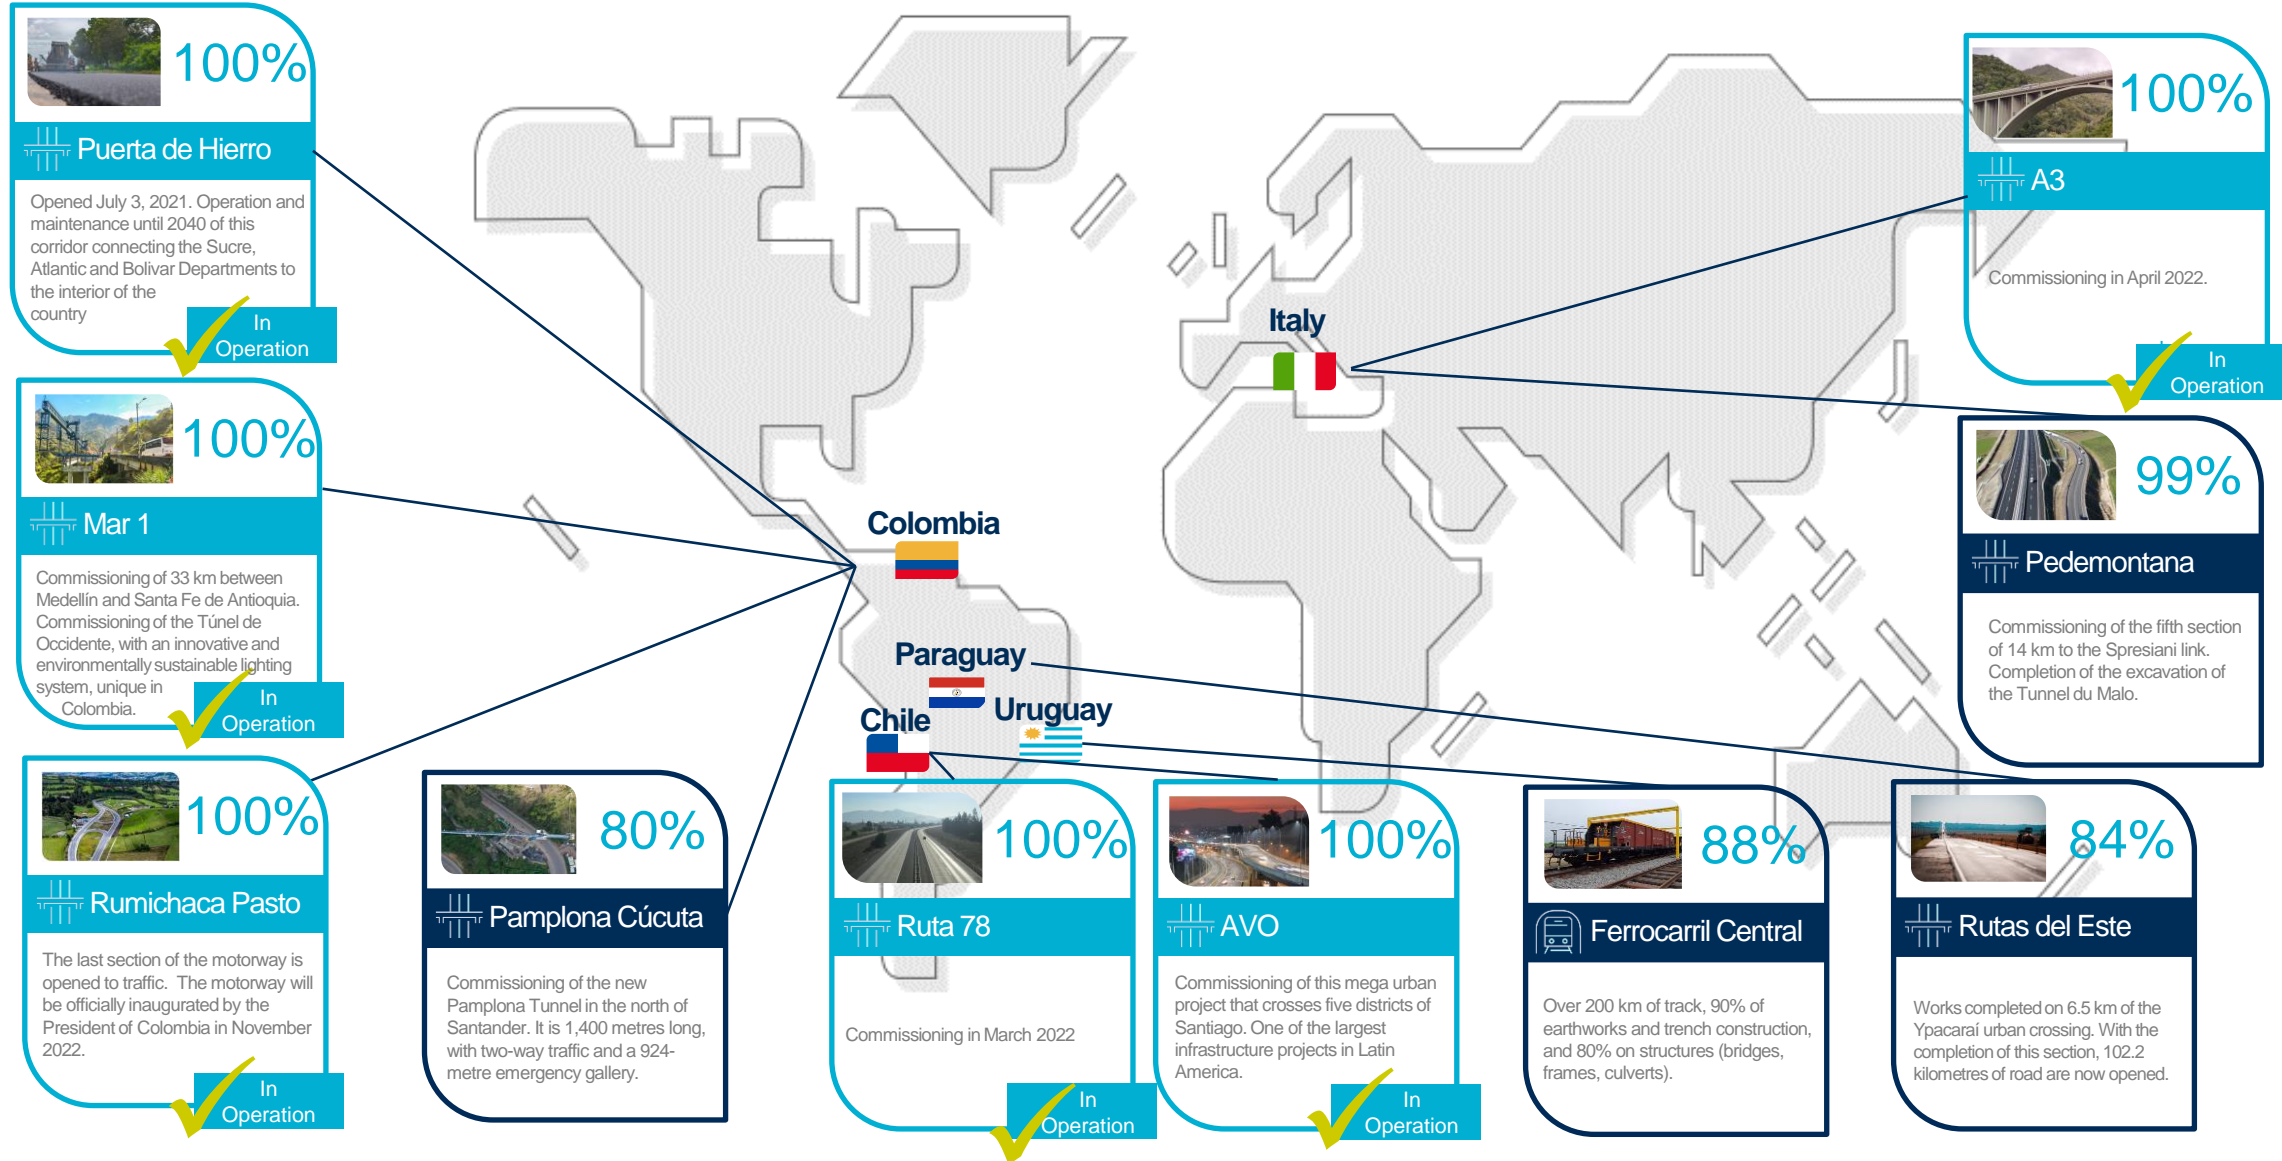 100%
Puerta de Hierro
Opened July 3, 2021. Operation and
maintenance until 2040 of this
corridor connecting the Sucre,
Atlantic and Bolivar Departments to
the interior of the
country
In
Operation
100%
Mar 1
Commissioning of 33 km between
Medellín and Santa Fe de Antioquia.
Commissioning of the Túnel de
Occidente, with an innovative and
environmentally sustainable lighting
system, unique in
Colombia.
In
Operation
100%
Rumichaca Pasto
The last section of the motorway is
opened to traffic. The motorway will
be officially inaugurated by the
President of Colombia in November
2022.
In
Operation
80%
Pamplona Cúcuta
Commissioning of the new
Pamplona Tunnel in the north of
Santander. It is 1,400 metres long,
with two-way traffic and a 924-
metre emergency gallery.
Italy
Colombia
Paraguay
Chile
Uruguay
100%
Ruta 78
Commissioning in March 2022
In
Operation
100%
AVO
Commissioning of this mega urban
project that crosses five districts of
Santiago. One of the largest
infrastructure projects in Latin
America.
In
Operation
88%
Ferrocarril Central
Over 200 km of track, 90% of
earthworks and trench construction,
and 80% on structures (bridges,
frames, culverts).
84%
Rutas del Este
Works completed on 6.5 km of the
Ypacaraí urban crossing. With the
completion of this section, 102.2
kilometres of road are now opened.
100%
A3
Commissioning in April 2022.
In
Operation
99%
Pedemontana
Commissioning of the fifth section
of 14 km to the Spresiani link.
Completion of the excavation of
the Tunnel du Malo.